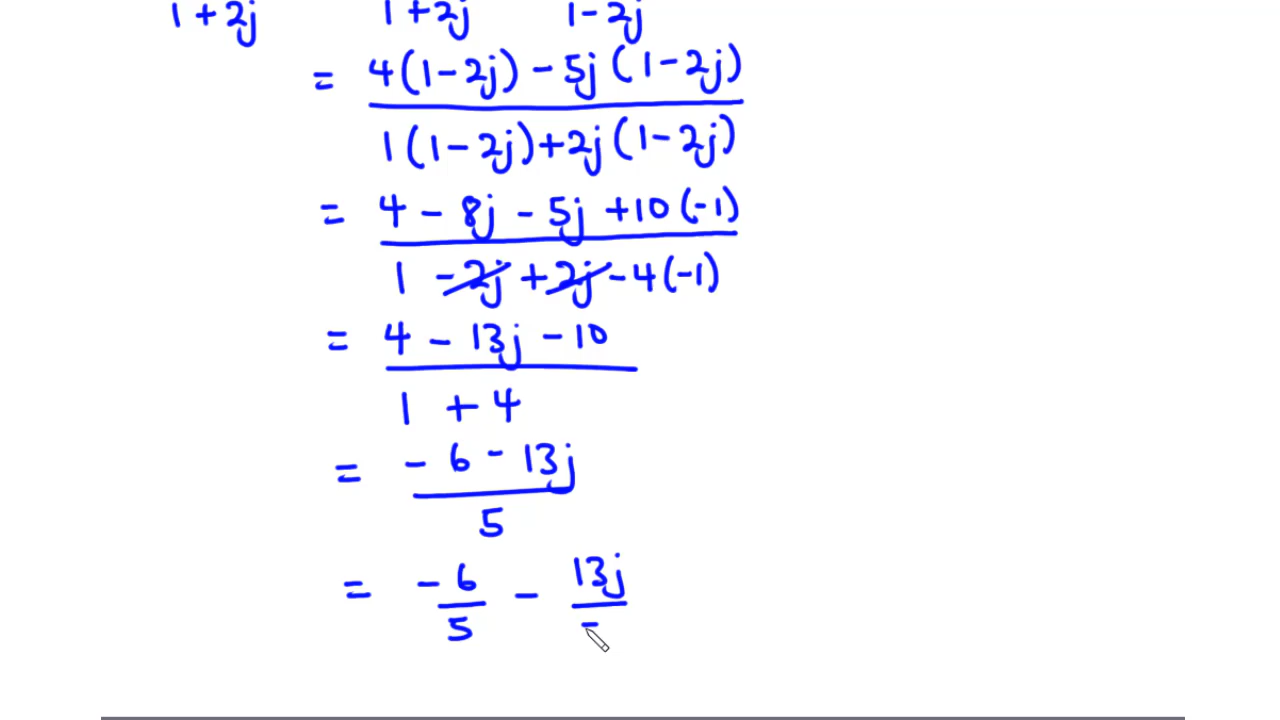 1 + 2j 1 + 2j 1 - 2j
= 4(1 - 2j) - 5j (1 - 2j)
1(1 - 2j) + 2j (1 - 2j)
= 4 - 8j - 5j + 10 (-1)
1 - 2j + 2j - 4(-1)
= 4 - 13j - 10
1 + 4
= - 6 - 13j
5
= - 6 - 13j
5